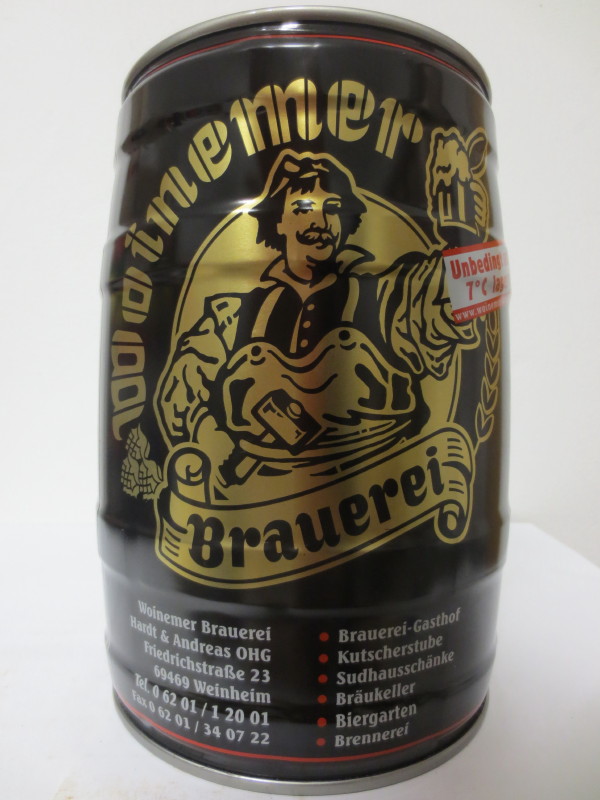 Woinemer
Unbeding
7°C
Brauerei
Woinemer Brauerei
Hardt & Andreas OHG
Friedrichstraße 23
69469 Weinheim
Tel. 0 62 01 / 1 20 01
Fax 0 62 01 / 34 07 22
• Brauerei-Gasthof
• Kutscherstube
• Sudhausschänke
• Bräukeller
• Biergarten
• Brennerei